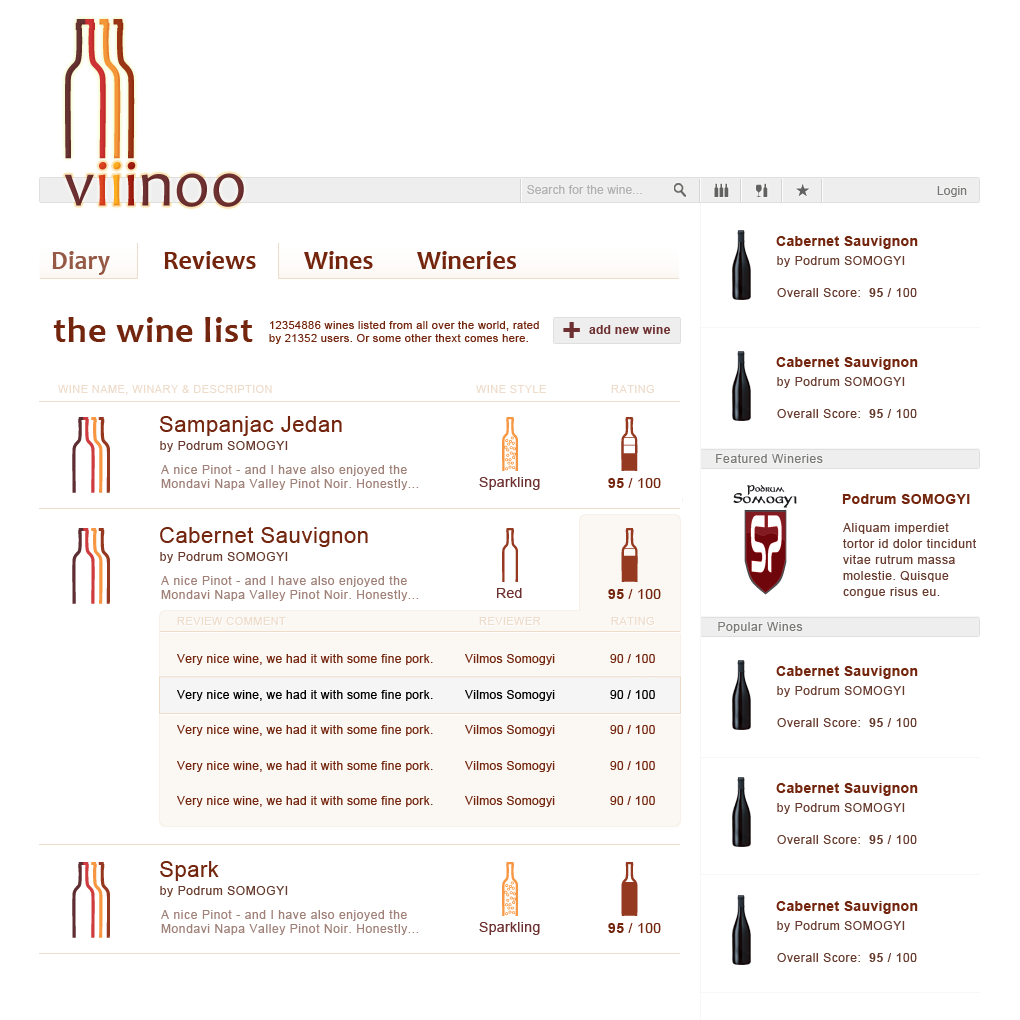 viiinoo
Search for the wine...
Login
Diary
Reviews
Wines
Wineries
the wine list
12354886 wines listed from all over the world, rated
by 21352 users. Or some other thext comes here.
add new wine
WINE NAME, WINARY & DESCRIPTION
WINE STYLE
RATING
Sampanjac Jedan
by Podrum SOMOGYI
A nice Pinot - and I have also enjoyed the
Mondavi Napa Valley Pinot Noir. Honestly...
Sparkling
95 / 100
Cabernet Sauvignon
by Podrum SOMOGYI
A nice Pinot - and I have also enjoyed the
Mondavi Napa Valley Pinot Noir. Honestly...
Red
95 / 100
REVIEW COMMENT
REVIEWER
RATING
Very nice wine, we had it with some fine pork.
Vilmos Somogyi
90 / 100
Very nice wine, we had it with some fine pork.
Vilmos Somogyi
90 / 100
Very nice wine, we had it with some fine pork.
Vilmos Somogyi
90 / 100
Very nice wine, we had it with some fine pork.
Vilmos Somogyi
90 / 100
Very nice wine, we had it with some fine pork.
Vilmos Somogyi
90 / 100
Spark
by Podrum SOMOGYI
A nice Pinot - and I have also enjoyed the
Mondavi Napa Valley Pinot Noir. Honestly...
Sparkling
95 / 100
Cabernet Sauvignon
by Podrum SOMOGYI
Overall Score: 95 / 100
Cabernet Sauvignon
by Podrum SOMOGYI
Overall Score: 95 / 100
Featured Wineries
Podrum
Somogyi
Podrum SOMOGYI
Aliquam imperdiet
tortor id dolor tincidunt
vitae rutrum massa
molestie. Quisque
congue risus eu.
Popular Wines
Cabernet Sauvignon
by Podrum SOMOGYI
Overall Score: 95 / 100
Cabernet Sauvignon
by Podrum SOMOGYI
Overall Score: 95 / 100
Cabernet Sauvignon
by Podrum SOMOGYI
Overall Score: 95 / 100